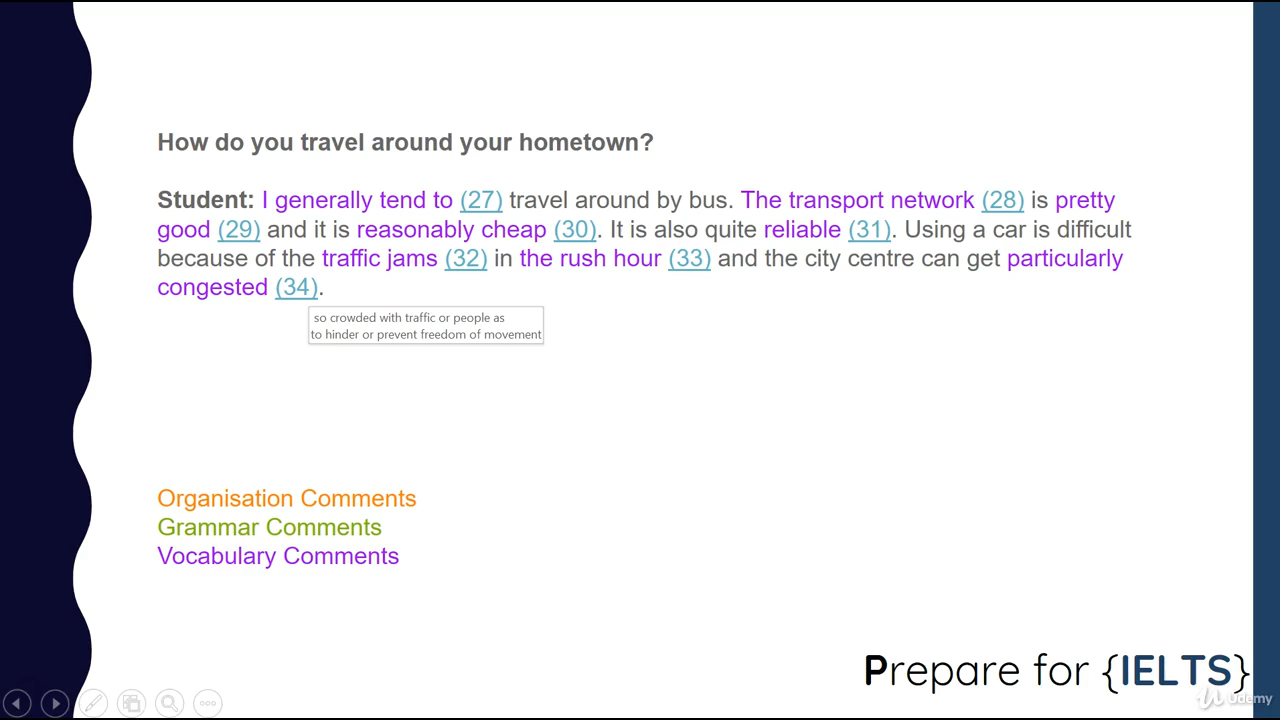 How do you travel around your hometown?
Student: I generally tend to (27) travel around by bus. The transport network (28) is pretty
good (29) and it is reasonably cheap (30). It is also quite reliable (31). Using a car is difficult
because of the traffic jams (32) in the rush hour (33) and the city centre can get particularly
congested (34).
so crowded with traffic or people as
to hinder or prevent freedom of movement
Organisation Comments
Grammar Comments
Vocabulary Comments
Prepare for {IELTS}
Udemy